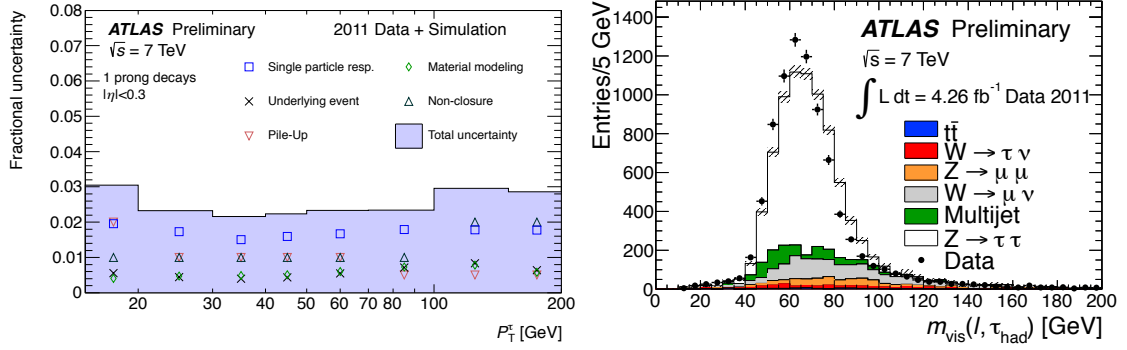 0.08
0.07
0.06
0.05
0.04
0.03
0.02
0.01
0
Fractional uncertainty
ATLAS Preliminary
2011 Data + Simulation
√s = 7 TeV
1 prong decays
|η|<0.3
Single particle resp.
Material modeling
Underlying event
Non-closure
Pile-Up
Total uncertainty
20 30 40 50 60 70 80 100 200
P_T^τ [GeV]
1400
1200
1000
800
600
400
200
0
Entries/5 GeV
ATLAS Preliminary
√s = 7 TeV
∫ L dt = 4.26 fb⁻¹ Data 2011
tt̄
W → τ ν
Z → μ μ
W → μ ν
Multijet
Z → τ τ
Data
0 20 40 60 80 100 120 140 160 180 200
m_vis(l, τ_had) [GeV]